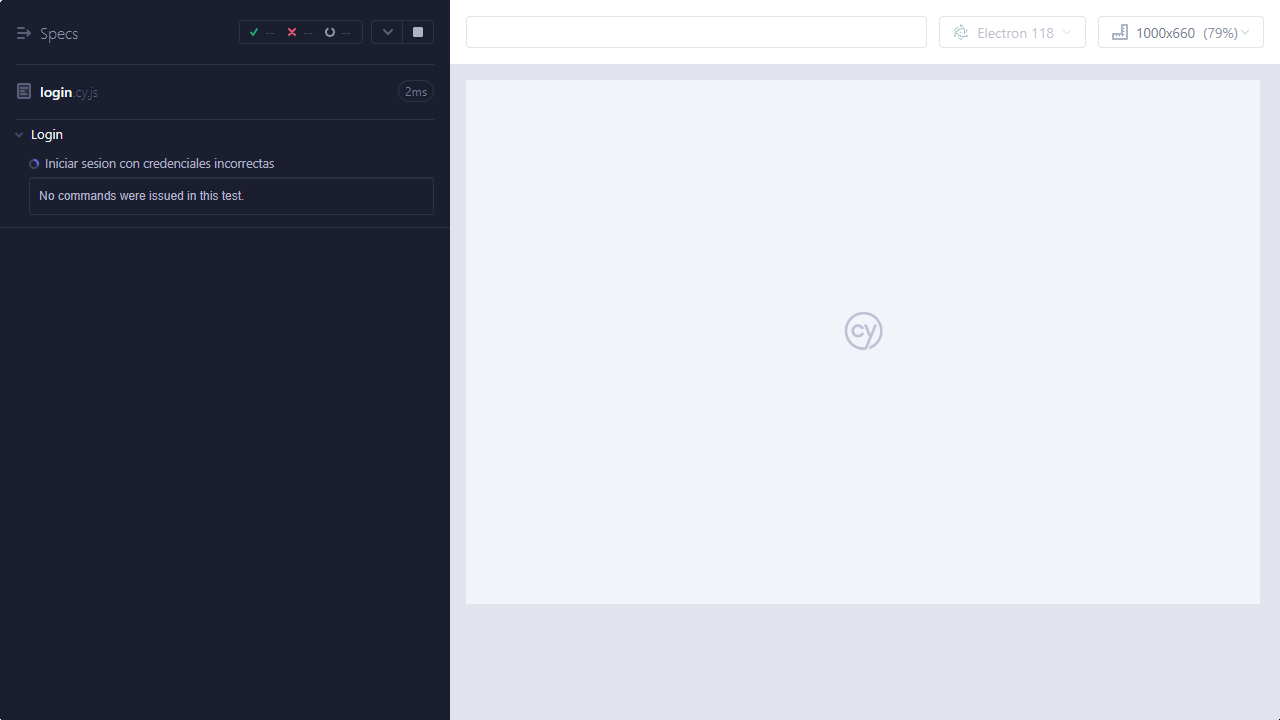 Specs
-- -- --
login.cy.js
2ms
Login
Iniciar sesion con credenciales incorrectas
No commands were issued in this test.
Electron 118
1000x660 (79%)
cy